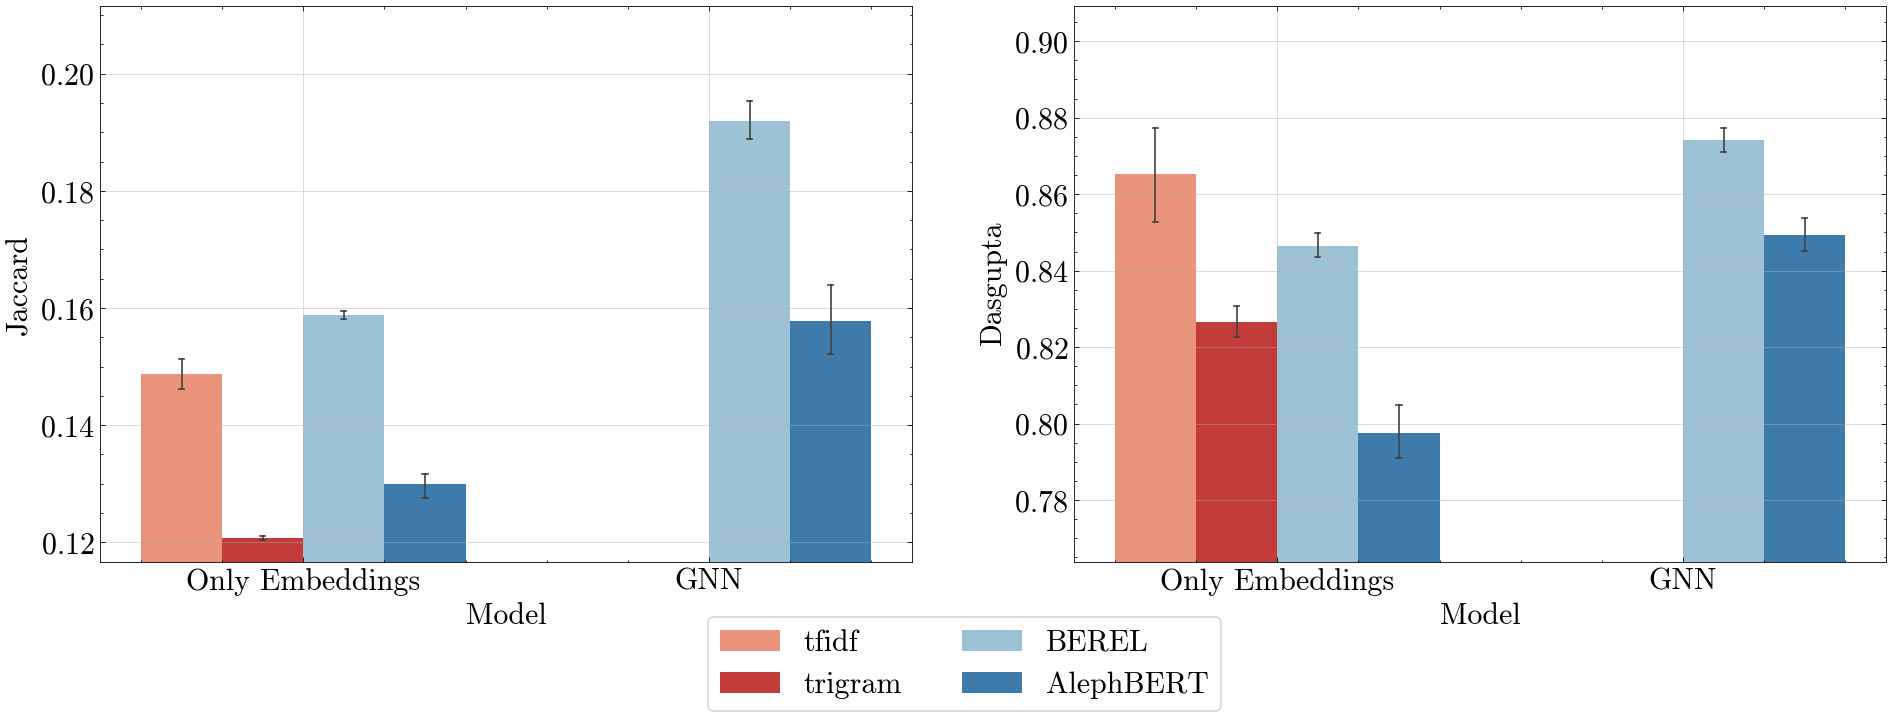 Jaccard
0.20
0.18
0.16
0.14
0.12
Only Embeddings
GNN
Model
Dasgupta
0.90
0.88
0.86
0.84
0.82
0.80
0.78
Only Embeddings
GNN
Model
tfidf
trigram
BEREL
AlephBERT